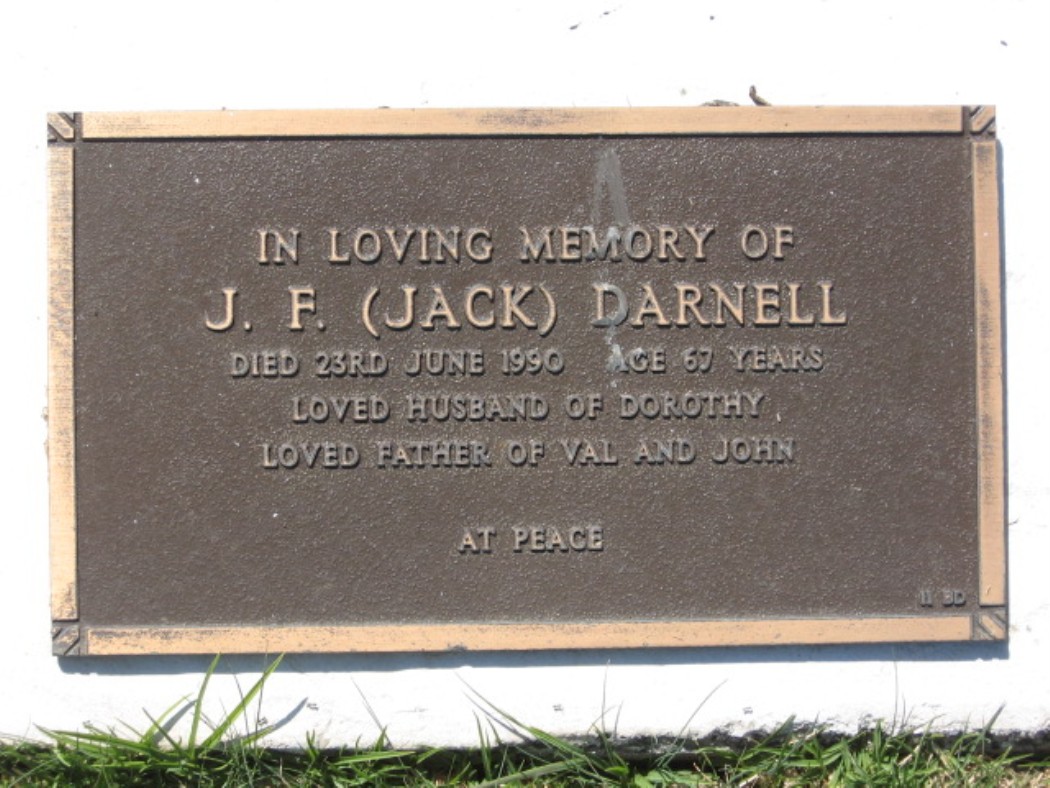 IN LOVING MEMORY OF
J. F. (JACK) DARNELL
DIED 23RD JUNE 1990 AGE 67 YEARS
LOVED HUSBAND OF DOROTHY
LOVED FATHER OF VAL AND JOHN
AT PEACE
11 BD